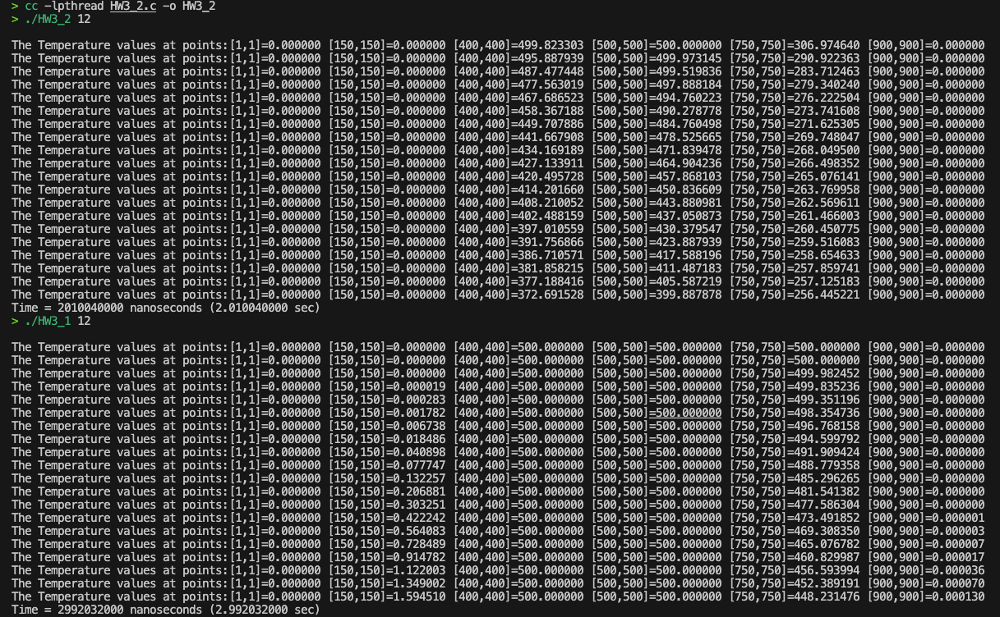 > cc -lpthread HW3_2.c -o HW3_2
> ./HW3_2 12
The Temperature values at points:[1,1]=0.000000 [150,150]=0.000000 [400,400]=499.823303 [500,500]=500.000000 [750,750]=306.974640 [900,900]=0.000000
The Temperature values at points:[1,1]=0.000000 [150,150]=0.000000 [400,400]=495.887939 [500,500]=499.973145 [750,750]=290.922363 [900,900]=0.000000
The Temperature values at points:[1,1]=0.000000 [150,150]=0.000000 [400,400]=487.477448 [500,500]=499.519836 [750,750]=283.712463 [900,900]=0.000000
The Temperature values at points:[1,1]=0.000000 [150,150]=0.000000 [400,400]=477.563019 [500,500]=497.888184 [750,750]=279.340240 [900,900]=0.000000
The Temperature values at points:[1,1]=0.000000 [150,150]=0.000000 [400,400]=467.686523 [500,500]=494.760223 [750,750]=276.222504 [900,900]=0.000000
The Temperature values at points:[1,1]=0.000000 [150,150]=0.000000 [400,400]=458.367188 [500,500]=490.278778 [750,750]=273.741608 [900,900]=0.000000
The Temperature values at points:[1,1]=0.000000 [150,150]=0.000000 [400,400]=449.707886 [500,500]=484.760498 [750,750]=271.625305 [900,900]=0.000000
The Temperature values at points:[1,1]=0.000000 [150,150]=0.000000 [400,400]=441.667908 [500,500]=478.525665 [750,750]=269.748047 [900,900]=0.000000
The Temperature values at points:[1,1]=0.000000 [150,150]=0.000000 [400,400]=434.169189 [500,500]=471.839478 [750,750]=268.049500 [900,900]=0.000000
The Temperature values at points:[1,1]=0.000000 [150,150]=0.000000 [400,400]=427.133911 [500,500]=464.904236 [750,750]=266.498352 [900,900]=0.000000
The Temperature values at points:[1,1]=0.000000 [150,150]=0.000000 [400,400]=420.495728 [500,500]=457.868103 [750,750]=265.076141 [900,900]=0.000000
The Temperature values at points:[1,1]=0.000000 [150,150]=0.000000 [400,400]=414.201660 [500,500]=450.836609 [750,750]=263.769958 [900,900]=0.000000
The Temperature values at points:[1,1]=0.000000 [150,150]=0.000000 [400,400]=408.210052 [500,500]=443.880981 [750,750]=262.569611 [900,900]=0.000000
The Temperature values at points:[1,1]=0.000000 [150,150]=0.000000 [400,400]=402.488159 [500,500]=437.050873 [750,750]=261.466003 [900,900]=0.000000
The Temperature values at points:[1,1]=0.000000 [150,150]=0.000000 [400,400]=397.010559 [500,500]=430.379547 [750,750]=260.450775 [900,900]=0.000000
The Temperature values at points:[1,1]=0.000000 [150,150]=0.000000 [400,400]=391.756866 [500,500]=423.887939 [750,750]=259.516083 [900,900]=0.000000
The Temperature values at points:[1,1]=0.000000 [150,150]=0.000000 [400,400]=386.710571 [500,500]=417.588196 [750,750]=258.654633 [900,900]=0.000000
The Temperature values at points:[1,1]=0.000000 [150,150]=0.000000 [400,400]=381.858215 [500,500]=411.487183 [750,750]=257.859741 [900,900]=0.000000
The Temperature values at points:[1,1]=0.000000 [150,150]=0.000000 [400,400]=377.188416 [500,500]=405.587219 [750,750]=257.125183 [900,900]=0.000000
The Temperature values at points:[1,1]=0.000000 [150,150]=0.000000 [400,400]=372.691528 [500,500]=399.887878 [750,750]=256.445221 [900,900]=0.000000
Time = 2010040000 nanoseconds (2.010040000 sec)
> ./HW3_1 12
The Temperature values at points:[1,1]=0.000000 [150,150]=0.000000 [400,400]=500.000000 [500,500]=500.000000 [750,750]=500.000000 [900,900]=0.000000
The Temperature values at points:[1,1]=0.000000 [150,150]=0.000000 [400,400]=500.000000 [500,500]=500.000000 [750,750]=500.000000 [900,900]=0.000000
The Temperature values at points:[1,1]=0.000000 [150,150]=0.000000 [400,400]=500.000000 [500,500]=500.000000 [750,750]=499.982452 [900,900]=0.000000
The Temperature values at points:[1,1]=0.000000 [150,150]=0.000019 [400,400]=500.000000 [500,500]=500.000000 [750,750]=499.835236 [900,900]=0.000000
The Temperature values at points:[1,1]=0.000000 [150,150]=0.000283 [400,400]=500.000000 [500,500]=500.000000 [750,750]=499.351196 [900,900]=0.000000
The Temperature values at points:[1,1]=0.000000 [150,150]=0.001782 [400,400]=500.000000 [500,500]=500.000000 [750,750]=498.354736 [900,900]=0.000000
The Temperature values at points:[1,1]=0.000000 [150,150]=0.006738 [400,400]=500.000000 [500,500]=500.000000 [750,750]=496.768158 [900,900]=0.000000
The Temperature values at points:[1,1]=0.000000 [150,150]=0.018486 [400,400]=500.000000 [500,500]=500.000000 [750,750]=494.599792 [900,900]=0.000000
The Temperature values at points:[1,1]=0.000000 [150,150]=0.040898 [400,400]=500.000000 [500,500]=500.000000 [750,750]=491.909424 [900,900]=0.000000
The Temperature values at points:[1,1]=0.000000 [150,150]=0.077747 [400,400]=500.000000 [500,500]=500.000000 [750,750]=488.779358 [900,900]=0.000000
The Temperature values at points:[1,1]=0.000000 [150,150]=0.132257 [400,400]=500.000000 [500,500]=500.000000 [750,750]=485.296265 [900,900]=0.000000
The Temperature values at points:[1,1]=0.000000 [150,150]=0.206881 [400,400]=500.000000 [500,500]=500.000000 [750,750]=481.541382 [900,900]=0.000000
The Temperature values at points:[1,1]=0.000000 [150,150]=0.303251 [400,400]=500.000000 [500,500]=500.000000 [750,750]=477.586304 [900,900]=0.000000
The Temperature values at points:[1,1]=0.000000 [150,150]=0.422242 [400,400]=500.000000 [500,500]=500.000000 [750,750]=473.491852 [900,900]=0.000001
The Temperature values at points:[1,1]=0.000000 [150,150]=0.564083 [400,400]=500.000000 [500,500]=500.000000 [750,750]=469.308350 [900,900]=0.000003
The Temperature values at points:[1,1]=0.000000 [150,150]=0.728489 [400,400]=500.000000 [500,500]=500.000000 [750,750]=465.076782 [900,900]=0.000007
The Temperature values at points:[1,1]=0.000000 [150,150]=0.914782 [400,400]=500.000000 [500,500]=500.000000 [750,750]=460.829987 [900,900]=0.000017
The Temperature values at points:[1,1]=0.000000 [150,150]=1.122003 [400,400]=500.000000 [500,500]=500.000000 [750,750]=456.593994 [900,900]=0.000036
The Temperature values at points:[1,1]=0.000000 [150,150]=1.349002 [400,400]=500.000000 [500,500]=500.000000 [750,750]=452.389191 [900,900]=0.000070
The Temperature values at points:[1,1]=0.000000 [150,150]=1.594510 [400,400]=500.000000 [500,500]=500.000000 [750,750]=448.231476 [900,900]=0.000130
Time = 2992032000 nanoseconds (2.992032000 sec)